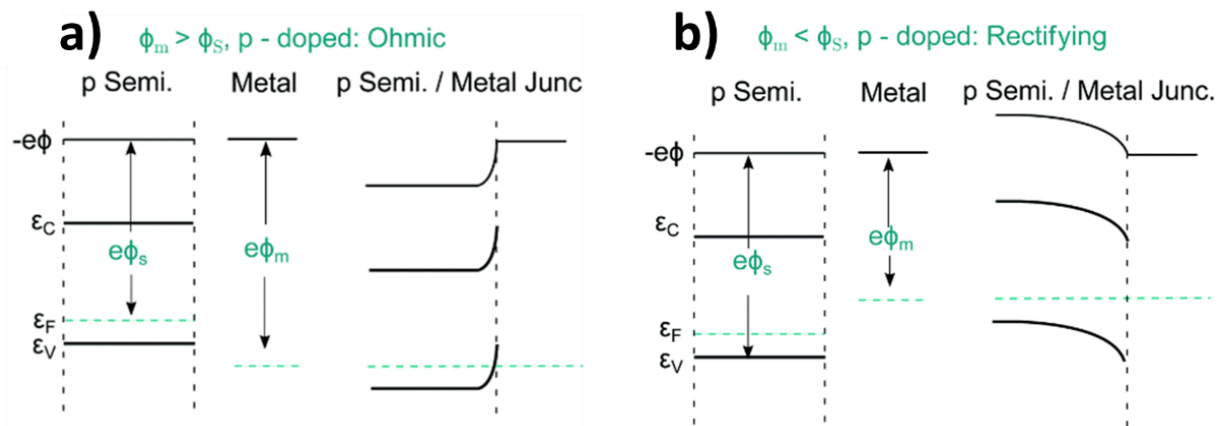 a) ϕm > ϕS, p - doped: Ohmic
p Semi. Metal p Semi. / Metal Junc
-eϕ
εC
eϕs eϕm
εF
εV
b) ϕm < ϕS, p - doped: Rectifying
p Semi. Metal p Semi. / Metal Junc.
-eϕ
εC
eϕs eϕm
εF
εV